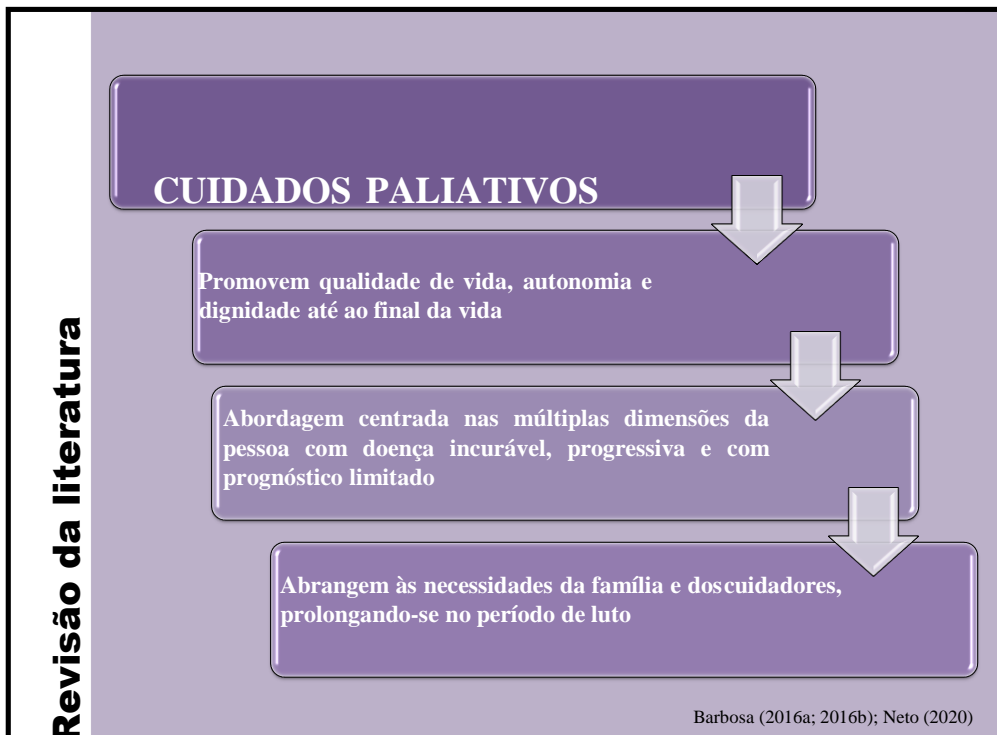 Revisão da literatura
CUIDADOS PALIATIVOS
Promovem qualidade de vida, autonomia e
dignidade até ao final da vida
Abordagem centrada nas múltiplas dimensões da
pessoa com doença incurável, progressiva e com
prognóstico limitado
Abrangem às necessidades da família e doscuidadores,
prolongando-se no período de luto
Barbosa (2016a; 2016b); Neto (2020)